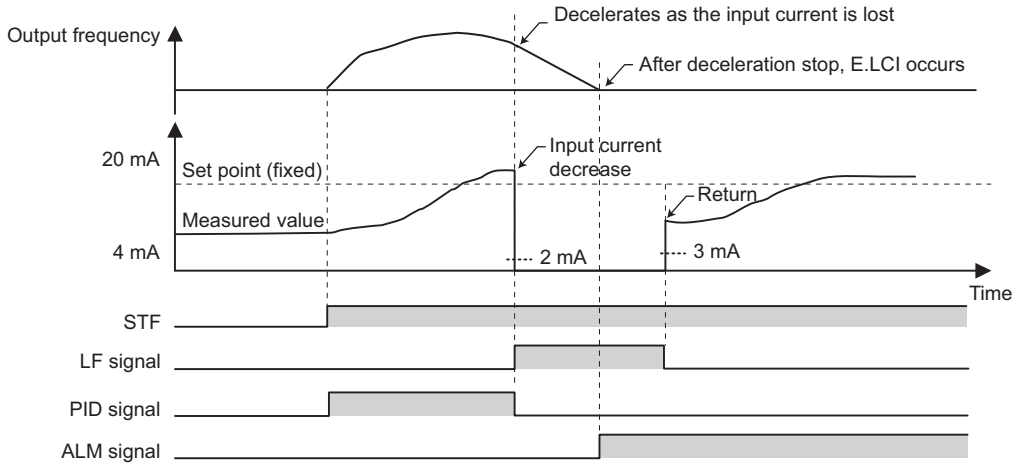 Decelerates as the input current is lost
Output frequency
After deceleration stop, E.LCI occurs
20 mA
Input current
decrease
Set point (fixed)
Return
Measured value
4 mA
2 mA
3 mA
Time
STF
LF signal
PID signal
ALM signal